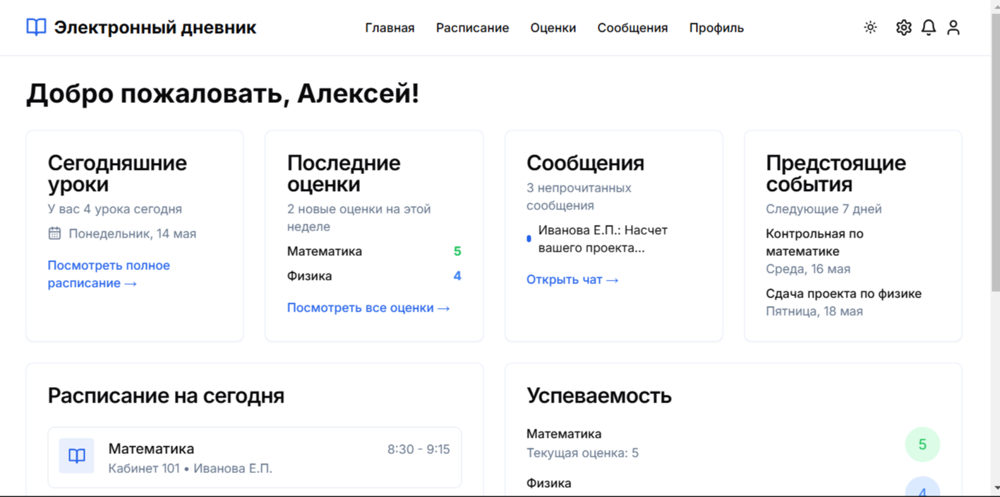 Электронный дневник
Главная
Расписание
Оценки
Сообщения
Профиль
Добро пожаловать, Алексей!
Сегодняшние
уроки
У вас 4 урока сегодня
Понедельник, 14 мая
Посмотреть полное
расписание →
Последние
оценки
2 новые оценки на этой
неделе
Математика 5
Физика 4
Посмотреть все оценки →
Сообщения
3 непрочитанных
сообщения
Иванова Е.П.: Насчет
вашего проекта...
Открыть чат →
Предстоящие
события
Следующие 7 дней
Контрольная по
математике
Среда, 16 мая
Сдача проекта по физике
Пятница, 18 мая
Расписание на сегодня
Математика 8:30 - 9:15
Кабинет 101 • Иванова Е.П.
Успеваемость
Математика
Текущая оценка: 5
5
Физика
4